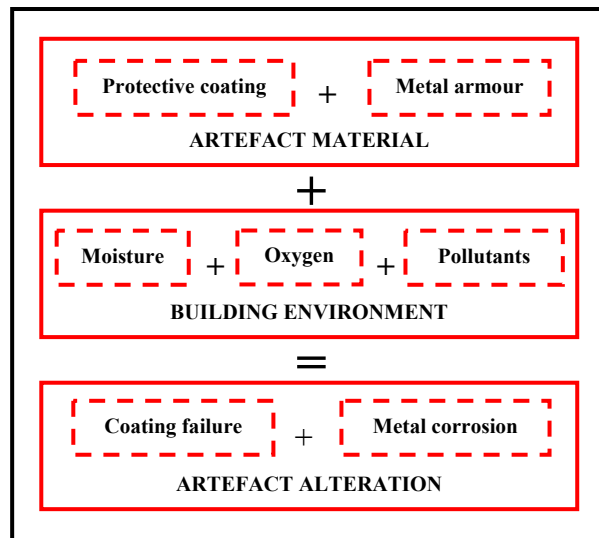 Protective coating + Metal armour
ARTEFACT MATERIAL
+
Moisture + Oxygen + Pollutants
BUILDING ENVIRONMENT
=
Coating failure + Metal corrosion
ARTEFACT ALTERATION